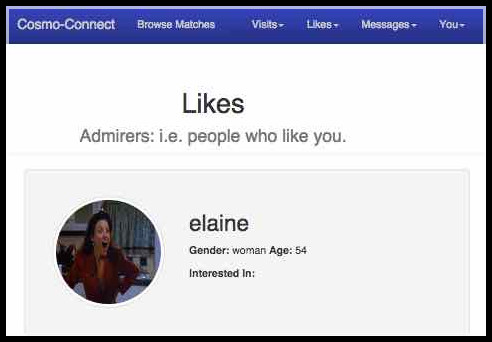 Cosmo-Connect Browse Matches Visits Likes Messages You
Likes
Admirers: i.e. people who like you.
elaine
Gender: woman Age: 54
Interested In: